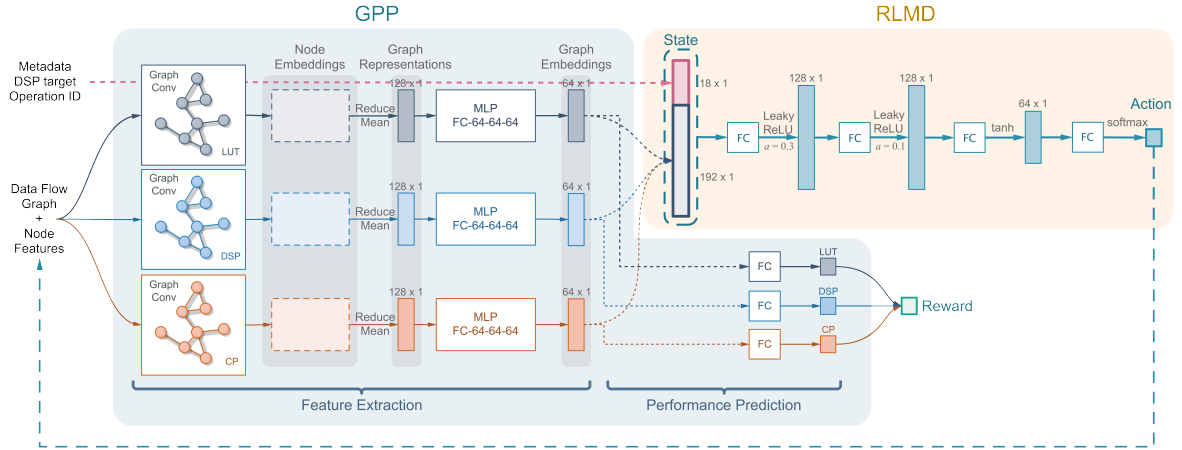 GPP
RLMD
Metadata
DSP target
Operation ID
Data Flow
Graph
+
Node
Features
Graph
Conv
LUT
Graph
Conv
DSP
Graph
Conv
CP
Node
Embeddings
Graph
Representations
Graph
Embeddings
128 x 1
Reduce
Mean
MLP
FC-64-64-64
64 x 1
128 x 1
Reduce
Mean
MLP
FC-64-64-64
64 x 1
128 x 1
Reduce
Mean
MLP
FC-64-64-64
64 x 1
Feature Extraction
Performance Prediction
State
18 x 1
192 x 1
FC
Leaky
ReLU
a = 0.3
128 x 1
FC
Leaky
ReLU
a = 0.1
128 x 1
FC
tanh
64 x 1
FC
softmax
Action
FC
LUT
FC
DSP
FC
CP
Reward